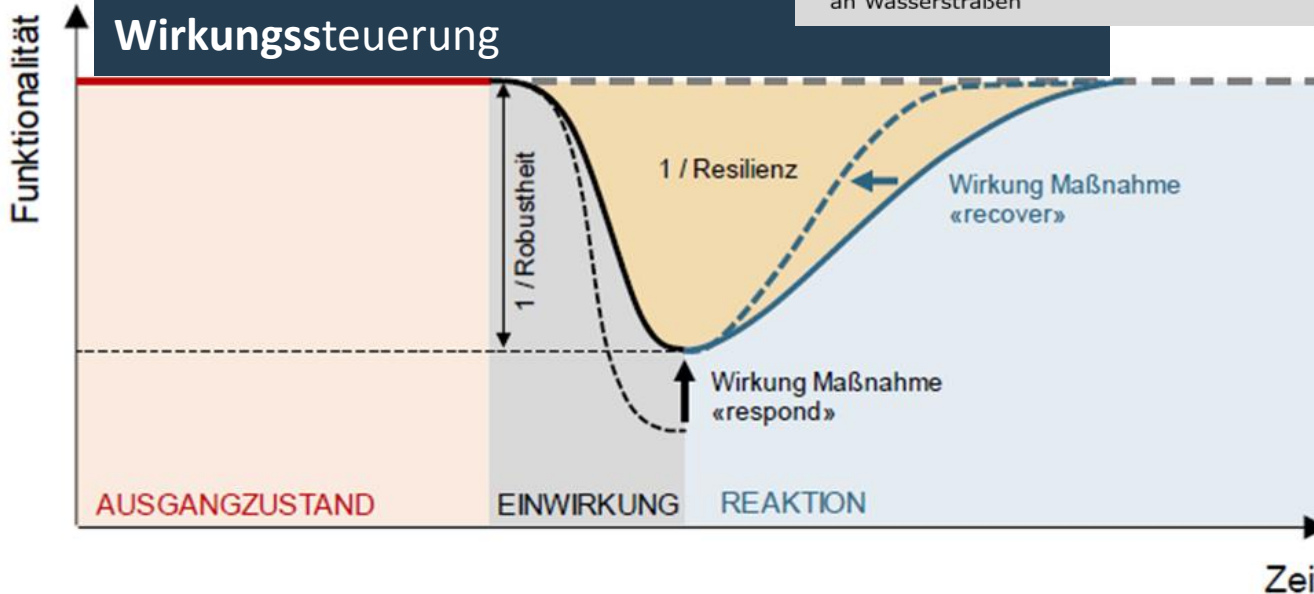 an Wasserstraßen
Wirkungssteuerung
Funktionalität
1 / Robustheit
1 / Resilienz
Wirkung Maßnahme
«recover»
Wirkung Maßnahme
«respond»
AUSGANGZUSTAND
EINWIRKUNG
REAKTION
Zei